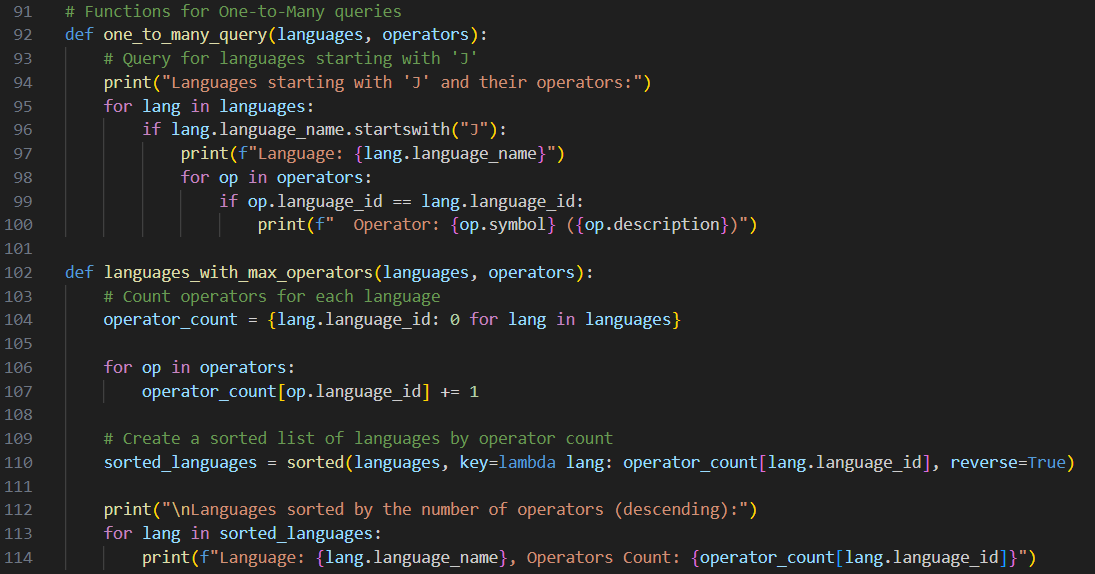 91 # Functions for One-to-Many queries
92 def one_to_many_query(languages, operators):
93     # Query for languages starting with 'J'
94     print("Languages starting with 'J' and their operators:")
95     for lang in languages:
96         if lang.language_name.startswith("J"):
97             print(f"Language: {lang.language_name}")
98             for op in operators:
99                 if op.language_id == lang.language_id:
100                     print(f"  Operator: {op.symbol} ({op.description})")
101
102 def languages_with_max_operators(languages, operators):
103     # Count operators for each language
104     operator_count = {lang.language_id: 0 for lang in languages}
105
106     for op in operators:
107         operator_count[op.language_id] += 1
108
109     # Create a sorted list of languages by operator count
110     sorted_languages = sorted(languages, key=lambda lang: operator_count[lang.language_id], reverse=True)
111
112     print("\nLanguages sorted by the number of operators (descending):")
113     for lang in sorted_languages:
114         print(f"Language: {lang.language_name}, Operators Count: {operator_count[lang.language_id]}")